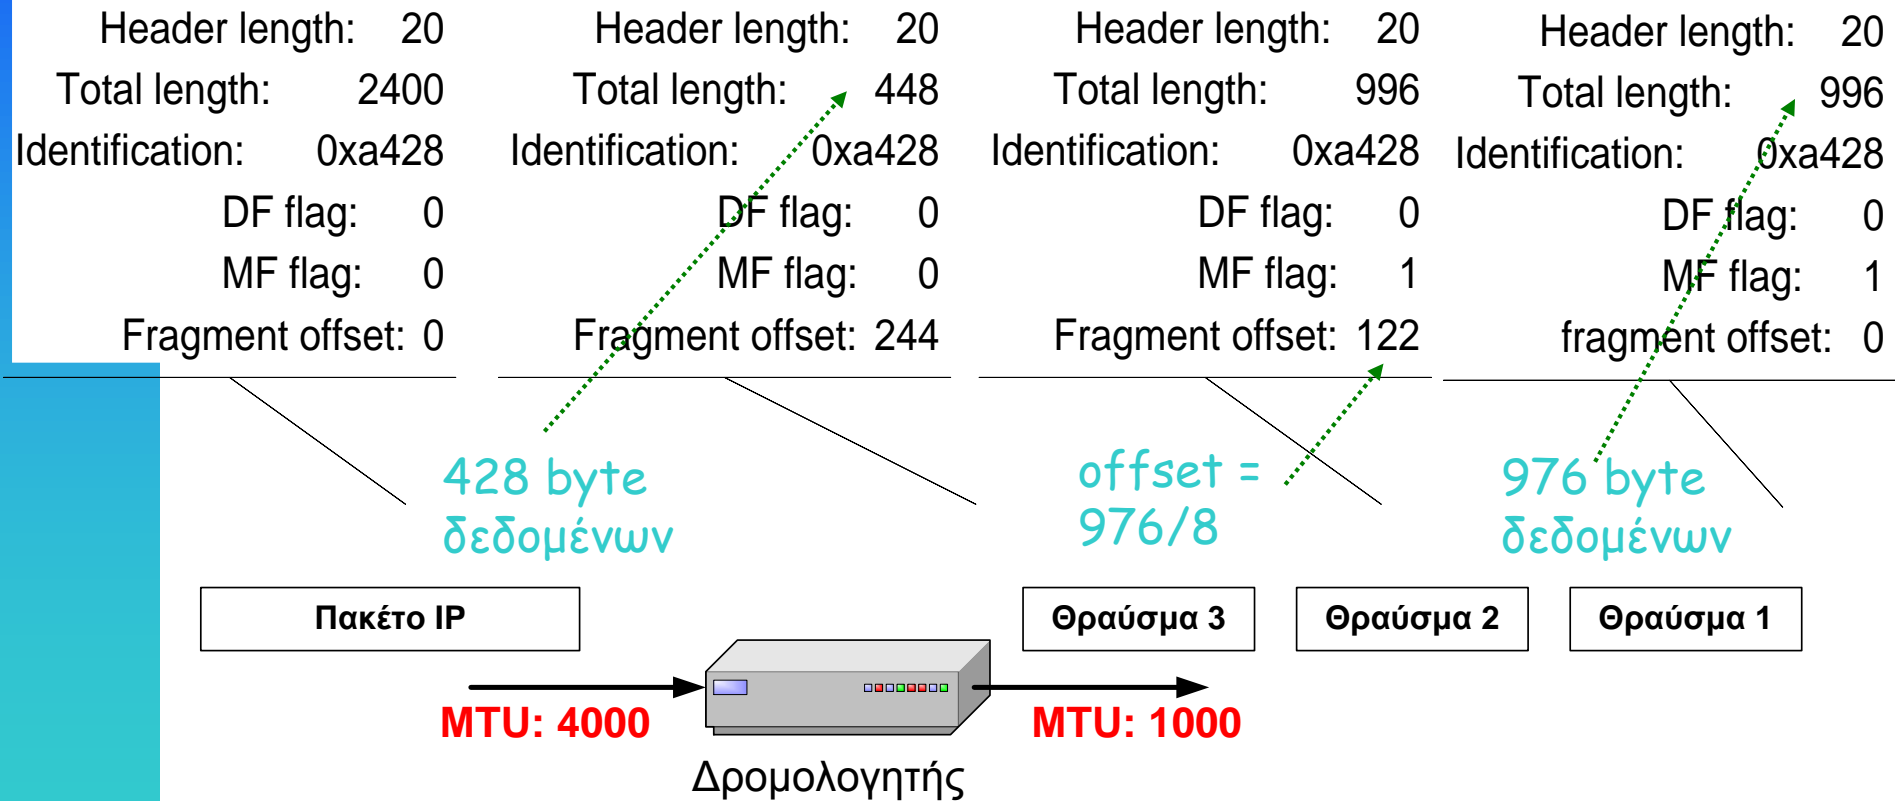 Header length: 20
Total length: 2400
Identification: 0xa428
DF flag: 0
MF flag: 0
Fragment offset: 0
Header length: 20
Total length: 448
Identification: 0xa428
DF flag: 0
MF flag: 0
Fragment offset: 244
Header length: 20
Total length: 996
Identification: 0xa428
DF flag: 0
MF flag: 1
Fragment offset: 122
Header length: 20
Total length: 996
Identification: 0xa428
DF flag: 0
MF flag: 1
fragment offset: 0
428 byte
δεδομένων
offset =
976/8
976 byte
δεδομένων
Πακέτο IP
Θραύσμα 3
Θραύσμα 2
Θραύσμα 1
MTU: 4000
MTU: 1000
Δρομολογητής